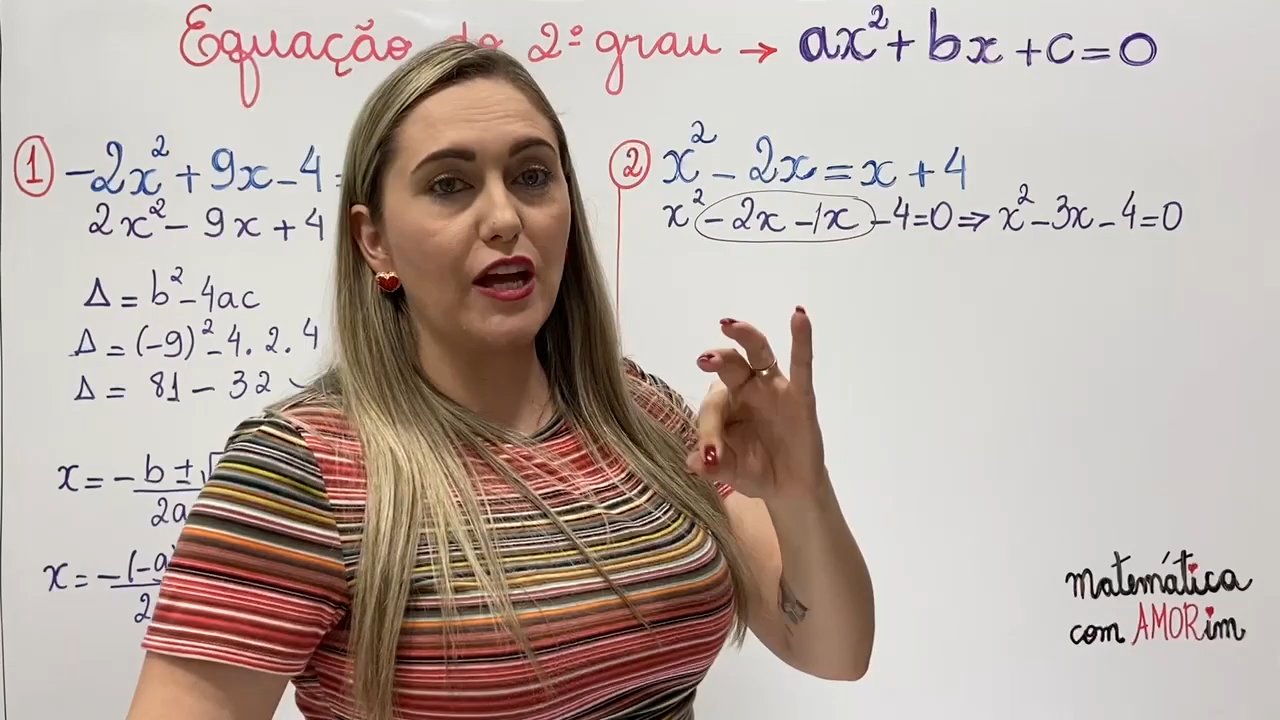 Equação do 2º grau → ax² + bx + c = 0
① -2x² + 9x - 4 =
2x² - 9x + 4
Δ = b² - 4ac
Δ = (-9)² - 4. 2. 4
Δ = 81 - 32
x = -b ± √
2a
x = -(-9
2
② x² - 2x = x + 4
x² - 2x - 1x - 4 = 0 ⇒ x² - 3x - 4 = 0
matemática
com AMORim